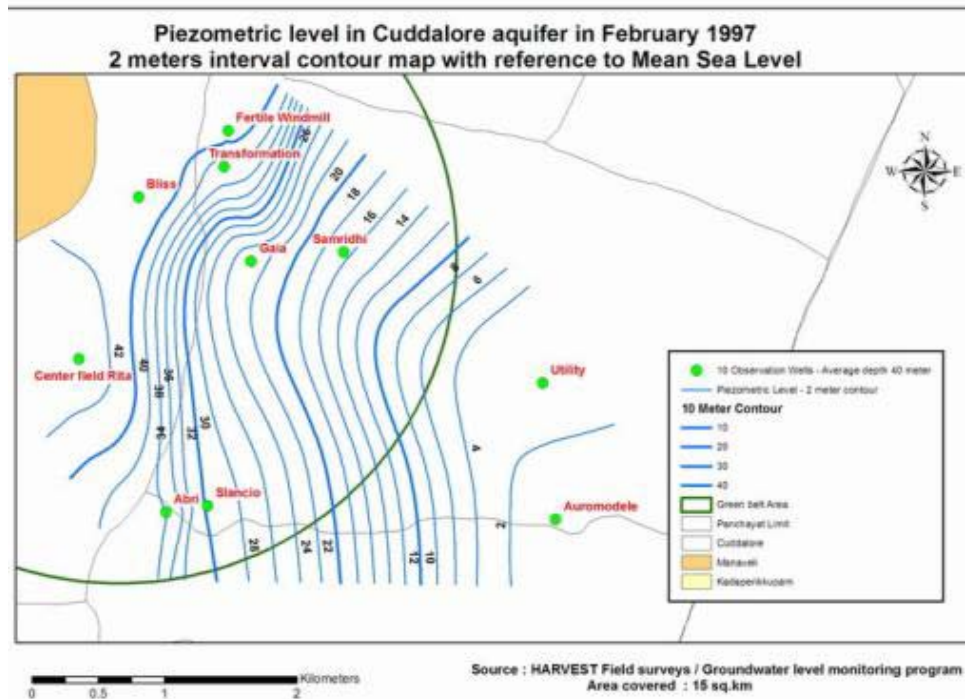 Piezometric level in Cuddalore aquifer in February 1997
2 meters interval contour map with reference to Mean Sea Level
Fertile Windmill
Transformation
Bliss
Gaia
Samridhi
Center field Rita
Utility
Abri
Slancio
Auromodele
20
18
16
14
8
6
42
40
36
38
34
32
30
28
24
22
12
10
4
2
N
W E
S
10 Observation Wells - Average depth 40 meter
Piezometric Level - 2 meter contour
10 Meter Contour
10
20
30
40
Green belt Area
Panchayat Limit
Cuddalore
Manaveli
Kadaperikkupam
Kilometers
0 0.5 1 2
Source : HARVEST Field surveys / Groundwater level monitoring program
Area covered : 15 sq.km